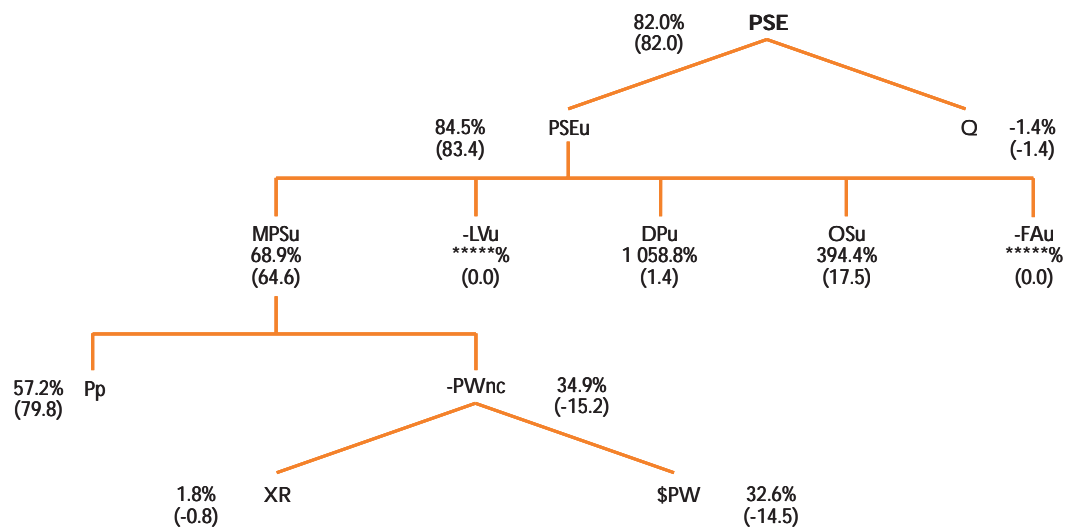 82.0% PSE
(82.0)
84.5% PSEu Q -1.4%
(83.4) (-1.4)
MPSu -LVu DPu OSu -FAu
68.9% *****% 1 058.8% 394.4% *****%
(64.6) (0.0) (1.4) (17.5) (0.0)
57.2% Pp -PWnc 34.9%
(79.8) (-15.2)
1.8% XR $PW 32.6%
(-0.8) (-14.5)